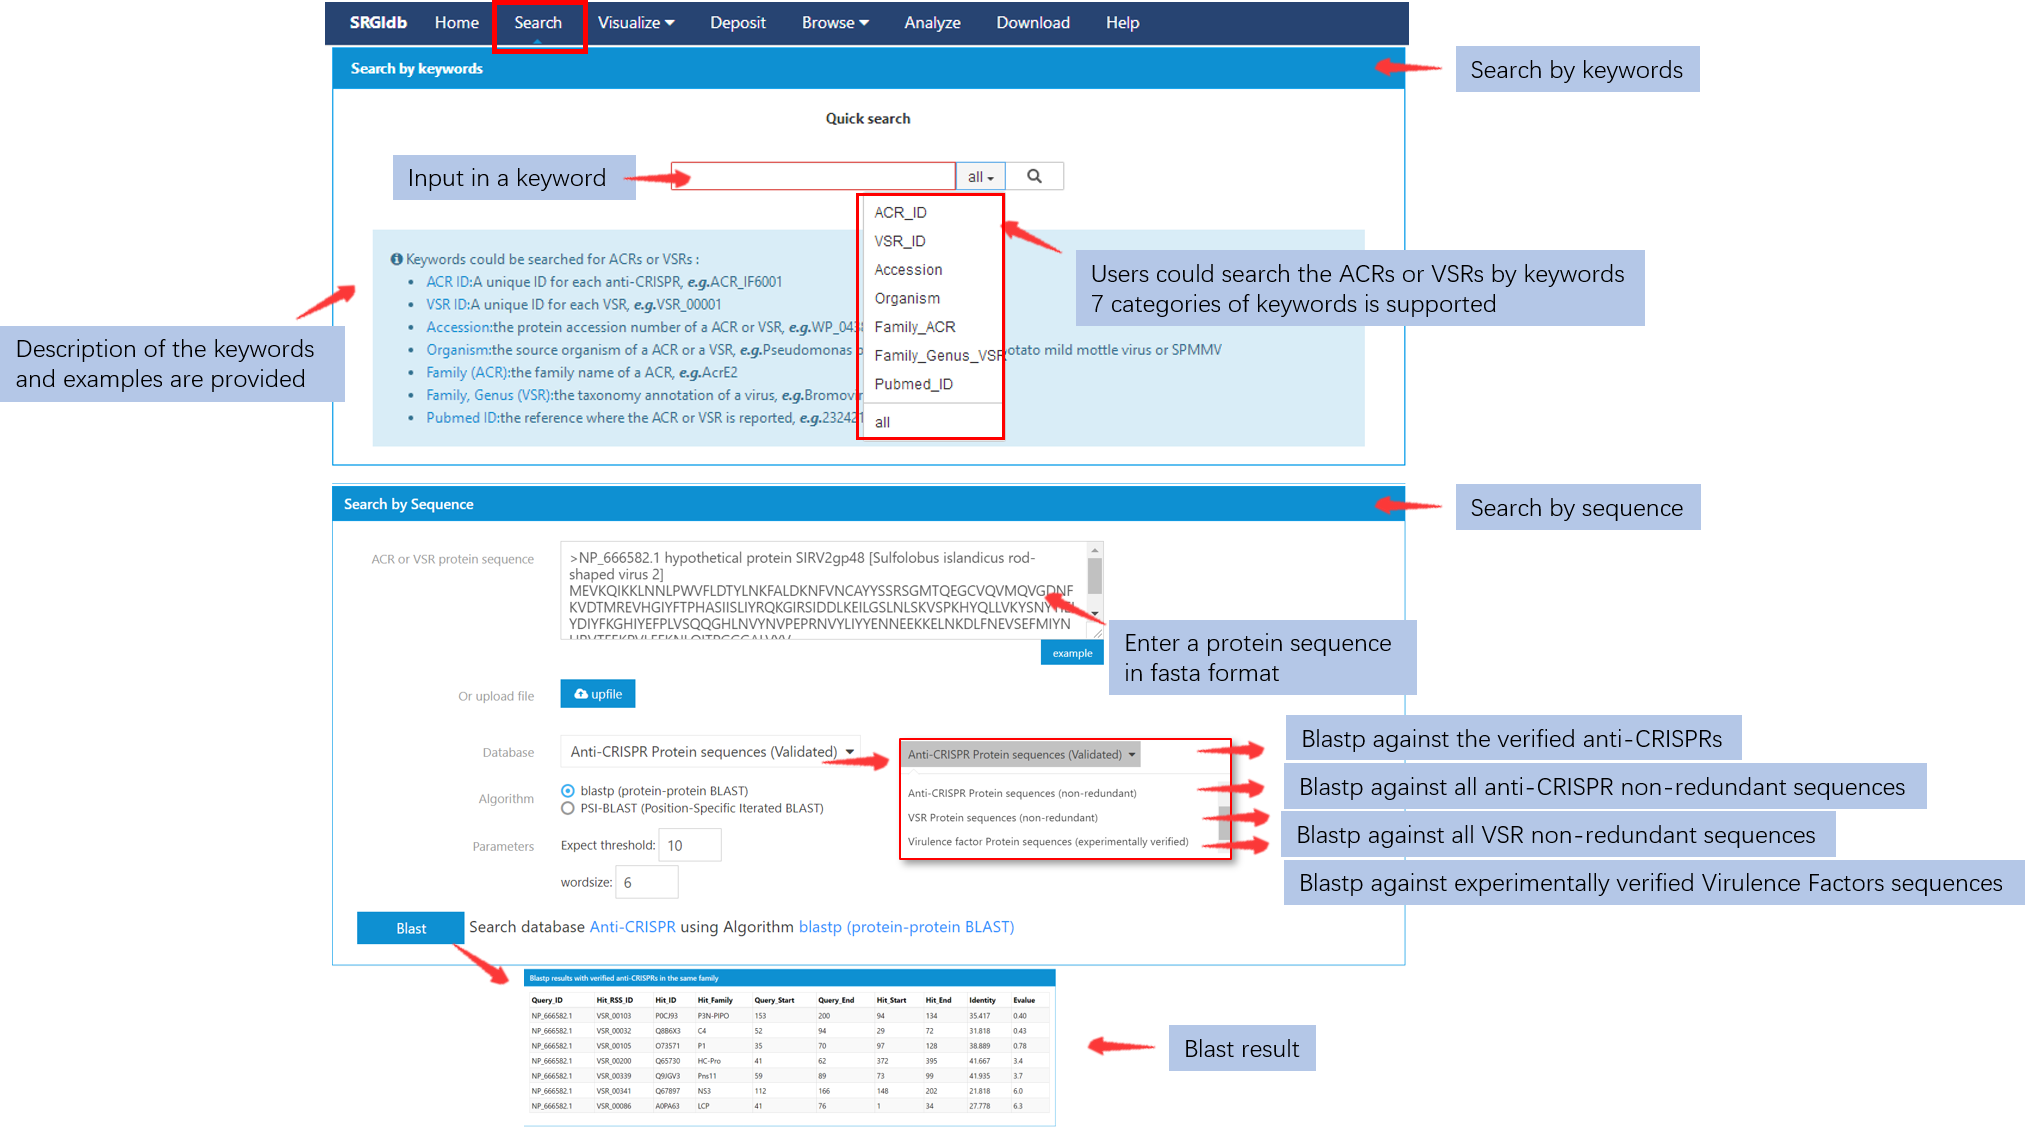 SRGIdb Home Search Visualize Deposit Browse Analyze Download Help
Search by keywords
Search by keywords
Quick search
Input in a keyword
all
ACR_ID
VSR_ID
Accession
Organism
Family_ACR
Family_Genus_VSR
Pubmed_ID
all
Users could search the ACRs or VSRs by keywords
7 categories of keywords is supported
Keywords could be searched for ACRs or VSRs :
ACR ID:A unique ID for each anti-CRISPR, e.g.ACR_IF6001
VSR ID:A unique ID for each VSR, e.g.VSR_00001
Accession:the protein accession number of a ACR or VSR, e.g.WP_043
Organism:the source organism of a ACR or a VSR, e.g.Pseudomonas otato mild mottle virus or SPMMV
Family (ACR):the family name of a ACR, e.g.AcrE2
Family, Genus (VSR):the taxonomy annotation of a virus, e.g.Bromovir
Pubmed ID:the reference where the ACR or VSR is reported, e.g.232421
Description of the keywords
and examples are provided
Search by Sequence
Search by sequence
ACR or VSR protein sequence
>NP_666582.1 hypothetical protein SIRV2gp48 [Sulfolobus islandicus rod-
shaped virus 2]
MEVKQIKKLNNLPWVFLDTYLNKFALDKNFVNCAYYSSRSGMTQEGCVQVMQVGDNF
KVDTMREVHGIYFTPHASIISLIYRQKGIRSIDDLKEILGSLNLSKVSPKHYQLLVKYSNY
YDIYFKGHIYEFPLVSQQGHLNVYNVPEPRNVYLIYYENNEEKKELNKDLFNEVSEFMIYN
example
Enter a protein sequence
in fasta format
Or upload file
upfile
Database
Anti-CRISPR Protein sequences (Validated)
Anti-CRISPR Protein sequences (Validated)
Anti-CRISPR Protein sequences (non-redundant)
VSR Protein sequences (non-redundant)
Virulence factor Protein sequences (experimentally verified)
Blastp against the verified anti-CRISPRs
Blastp against all anti-CRISPR non-redundant sequences
Blastp against all VSR non-redundant sequences
Blastp against experimentally verified Virulence Factors sequences
Algorithm
blastp (protein-protein BLAST)
PSI-BLAST (Position-Specific Iterated BLAST)
Parameters
Expect threshold: 10
wordsize: 6
Blast
Search database Anti-CRISPR using Algorithm blastp (protein-protein BLAST)
Blastp results with verified anti-CRISPRs in the same family
Query_ID Hit_RSS_ID Hit_ID Hit_Family Query_Start Query_End Hit_Start Hit_End Identity Evalue
NP_666582.1 VSR_00103 P0CJ93 P3N-PIPO 153 200 94 134 35.417 0.40
NP_666582.1 VSR_00032 Q8B6X3 C4 52 94 29 72 31.818 0.43
NP_666582.1 VSR_00105 O73571 P1 35 70 97 128 38.889 0.78
NP_666582.1 VSR_00200 Q65730 HC-Pro 41 62 372 395 41.667 3.4
NP_666582.1 VSR_00339 Q9JGV3 Pns11 59 89 73 99 41.935 3.7
NP_666582.1 VSR_00341 Q67897 NS3 112 166 148 202 21.818 6.0
NP_666582.1 VSR_00086 A0PA63 LCP 41 76 1 34 27.778 6.3
Blast result